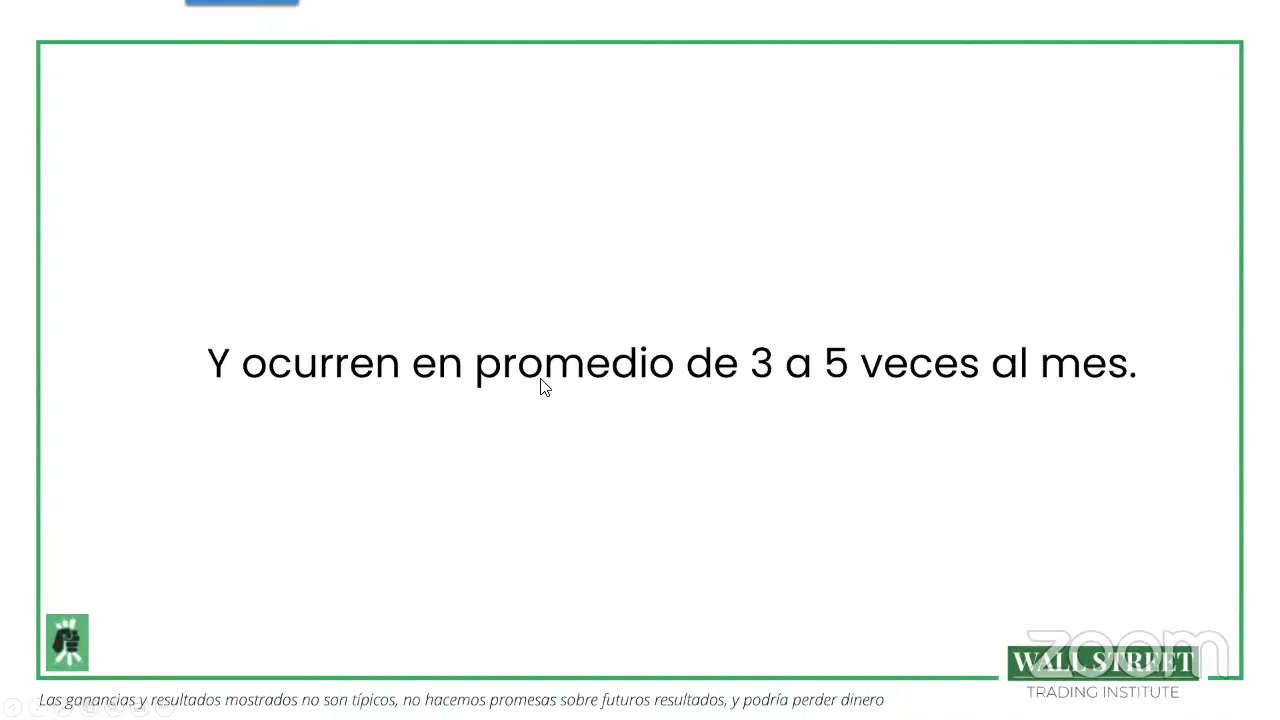 Y ocurren en promedio de 3 a 5 veces al mes.
zoom
WALL STREET
TRADING INSTITUTE
Las ganancias y resultados mostrados no son típicos, no hacemos promesas sobre futuros resultados, y podría perder dinero